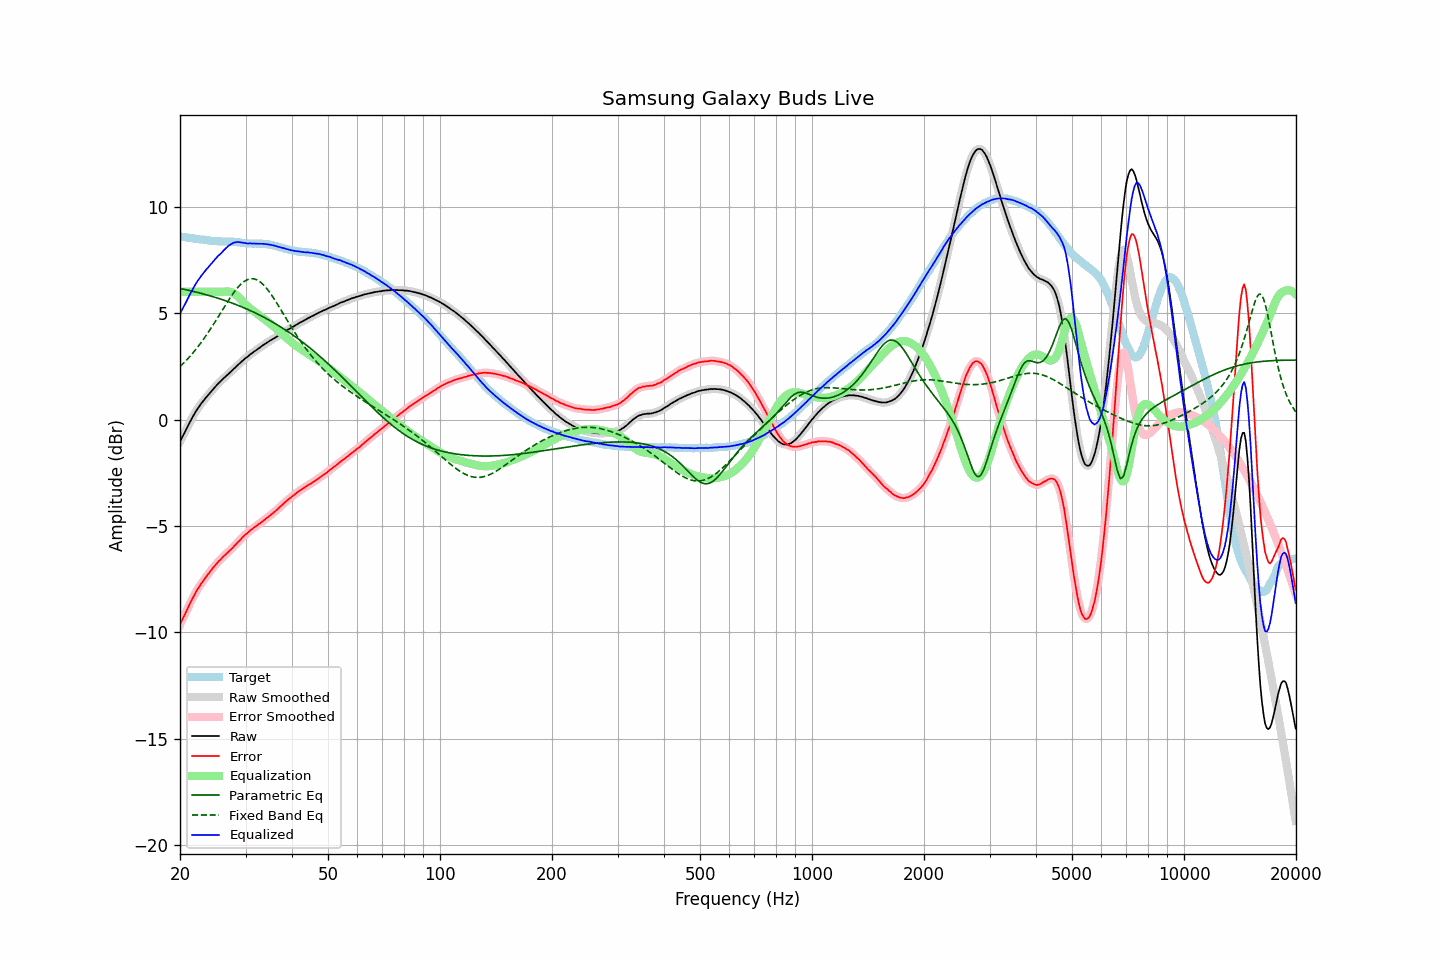 Samsung Galaxy Buds Live
Amplitude (dBr)
10
5
0
−5
−10
−15
−20
Target
Raw Smoothed
Error Smoothed
Raw
Error
Equalization
Parametric Eq
Fixed Band Eq
Equalized
20 50 100 200 500 1000 2000 5000 10000 20000
Frequency (Hz)